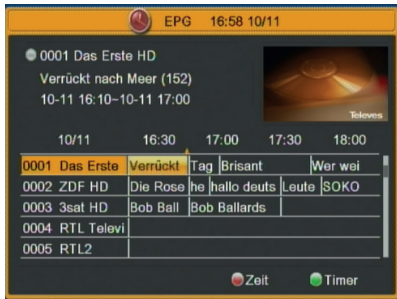 EPG 16:58 10/11
0001 Das Erste HD
Verrückt nach Meer (152)
10-11 16:10~10-11 17:00
Televes
10/11 16:30 17:00 17:30 18:00
0001 Das Erste Verrückt Tag Brisant Wer wei
0002 ZDF HD Die Rose he hallo deuts Leute SOKO
0003 3sat HD Bob Ball Bob Ballards
0004 RTL Televi
0005 RTL2
Zeit Timer